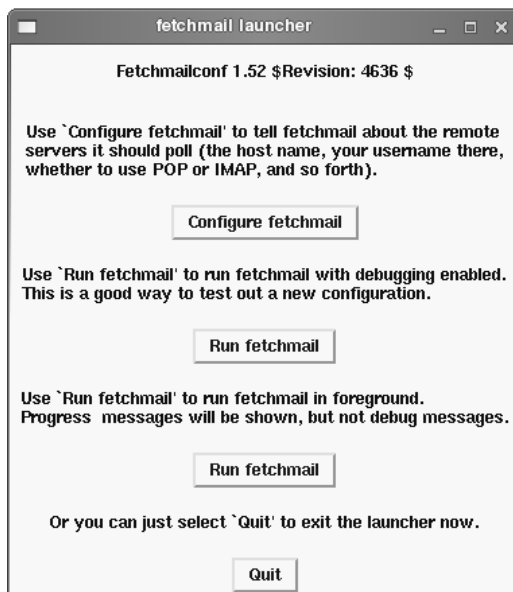 fetchmail launcher
Fetchmailconf 1.52 $Revision: 4636 $
Use `Configure fetchmail' to tell fetchmail about the remote
servers it should poll (the host name, your username there,
whether to use POP or IMAP, and so forth).
Configure fetchmail
Use `Run fetchmail' to run fetchmail with debugging enabled.
This is a good way to test out a new configuration.
Run fetchmail
Use `Run fetchmail' to run fetchmail in foreground.
Progress  messages will be shown, but not debug messages.
Run fetchmail
Or you can just select `Quit' to exit the launcher now.
Quit